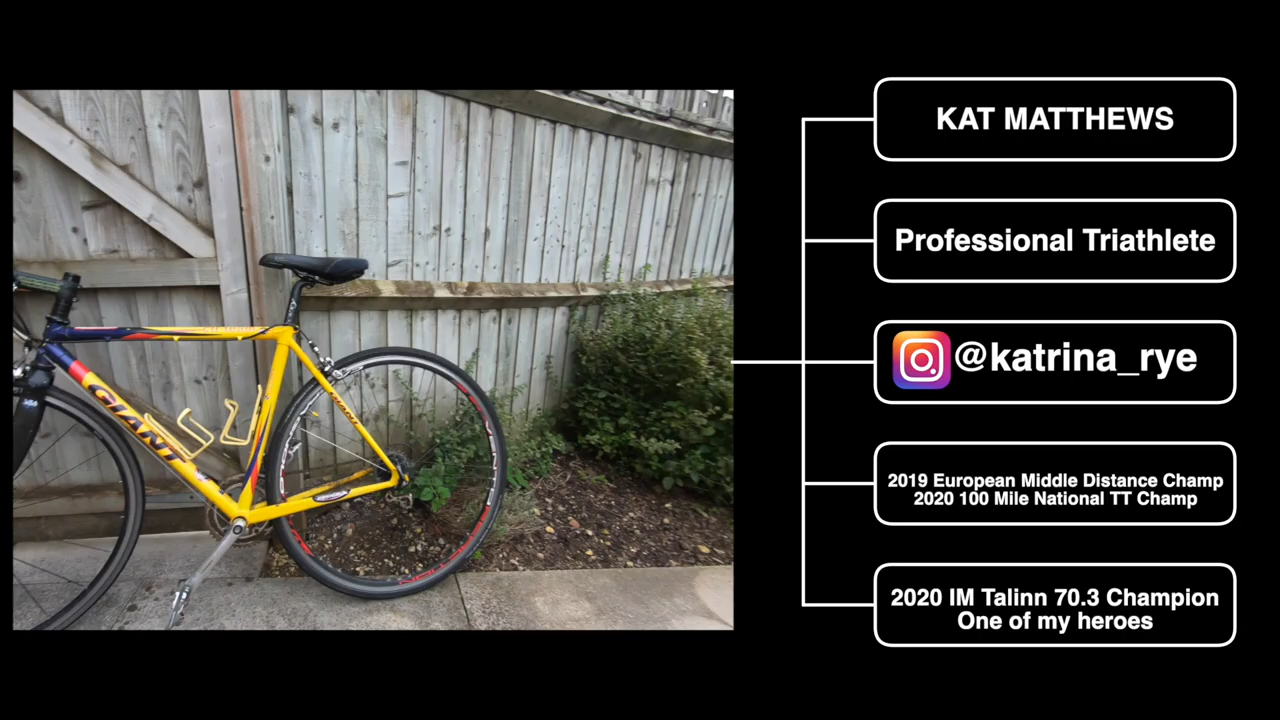 KAT MATTHEWS
Professional Triathlete
@katrina_rye
2019 European Middle Distance Champ
2020 100 Mile National TT Champ
2020 IM Talinn 70.3 Champion
One of my heroes
GIANT
GIANT